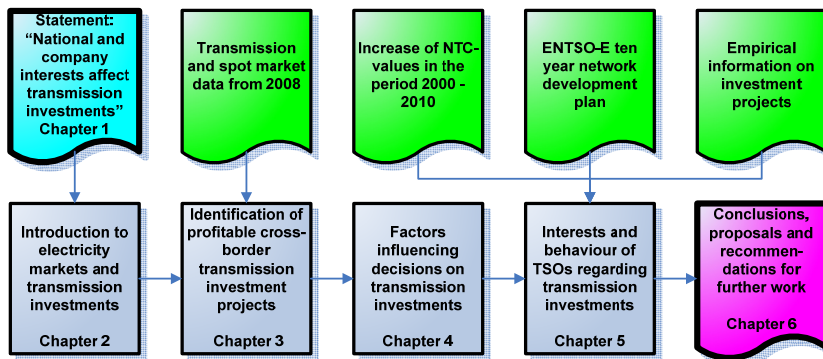 Statement:
“National and
company
interests affect
transmission
investments”
Chapter 1
Transmission
and spot market
data from 2008
Increase of NTC-
values in the
period 2000 -
2010
ENTSO-E ten
year network
development
plan
Empirical
information on
investment
projects
Introduction to
electricity
markets and
transmission
investments
Chapter 2
Identification of
profitable cross-
border
transmission
investment
projects
Chapter 3
Factors
influencing
decisions on
transmission
investments
Chapter 4
Interests and
behaviour of
TSOs regarding
transmission
investments
Chapter 5
Conclusions,
proposals and
recommen-
dations for
further work
Chapter 6